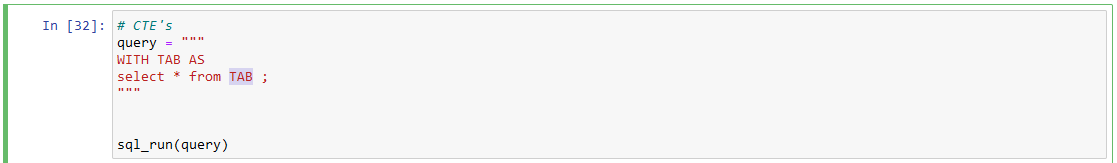 In [32]: # CTE's
query = """
WITH TAB AS
select * from TAB ;
"""
sql_run(query)